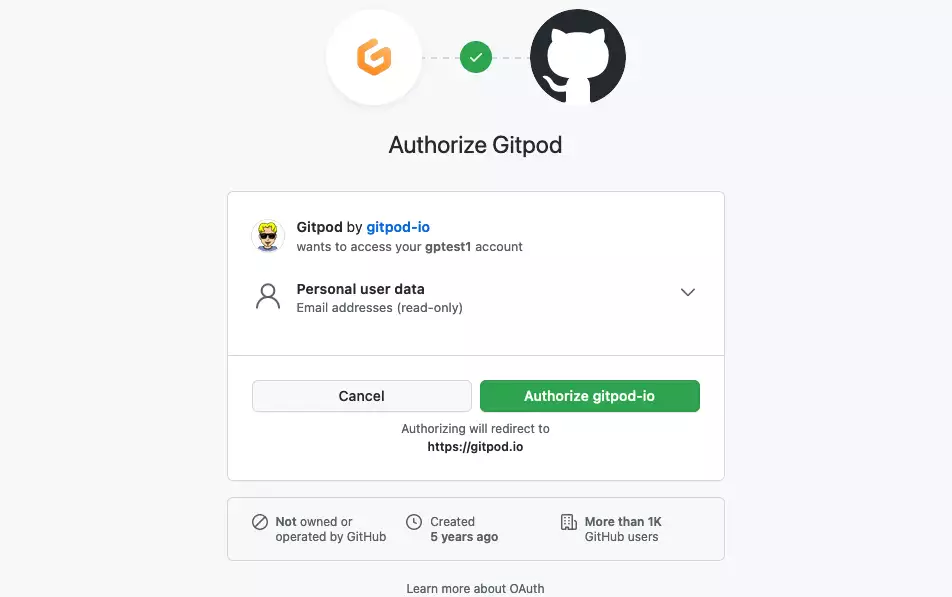 Authorize Gitpod
Gitpod by gitpod-io
wants to access your gptest1 account
Personal user data
Email addresses (read-only)
Cancel
Authorize gitpod-io
Authorizing will redirect to
https://gitpod.io
Not owned or
operated by GitHub
Created
5 years ago
More than 1K
GitHub users
Learn more about OAuth